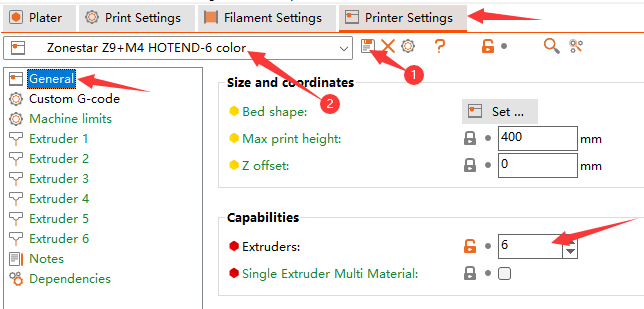 Plater Print Settings Filament Settings Printer Settings
Zonestar Z9+M4 HOTEND-6 color ?
1
2
General
Custom G-code
Machine limits
Extruder 1
Extruder 2
Extruder 3
Extruder 4
Extruder 5
Extruder 6
Notes
Dependencies
Size and coordinates
Bed shape: Set ...
Max print height: 400 mm
Z offset: 0 mm
Capabilities
Extruders: 6
Single Extruder Multi Material: